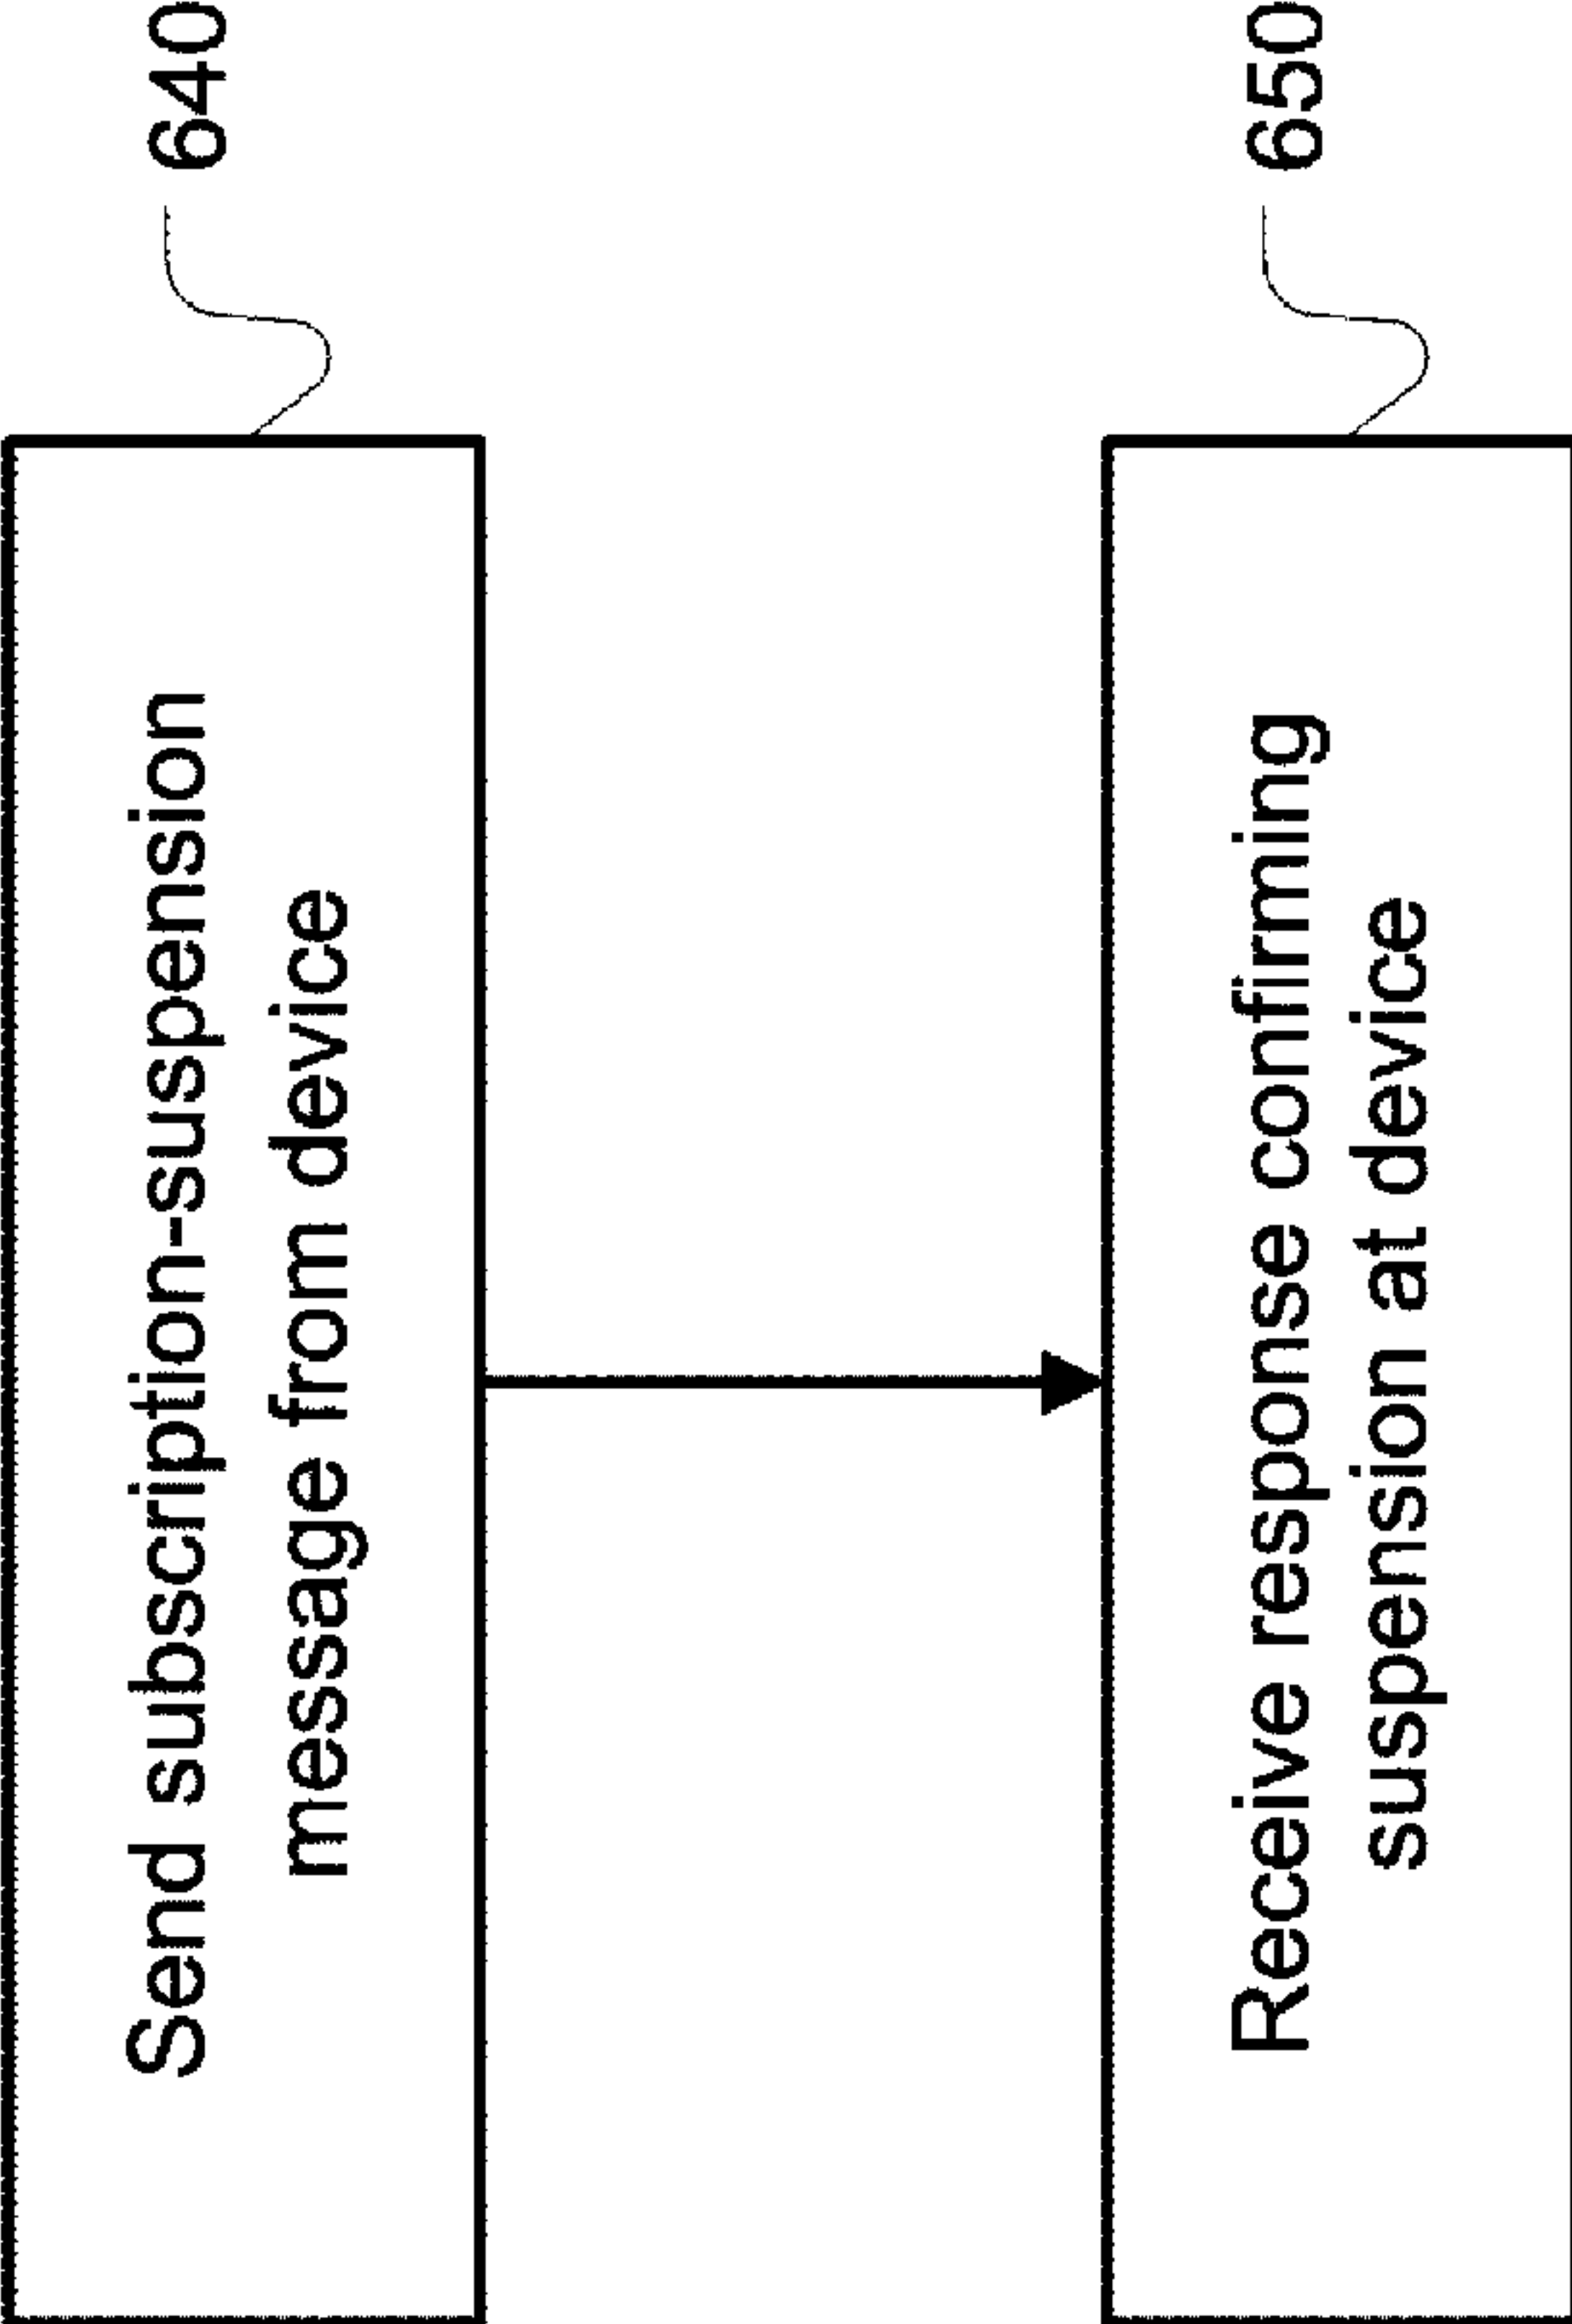 Send subscription-suspension
message from device
640
Receive response confirming
suspension at device
650